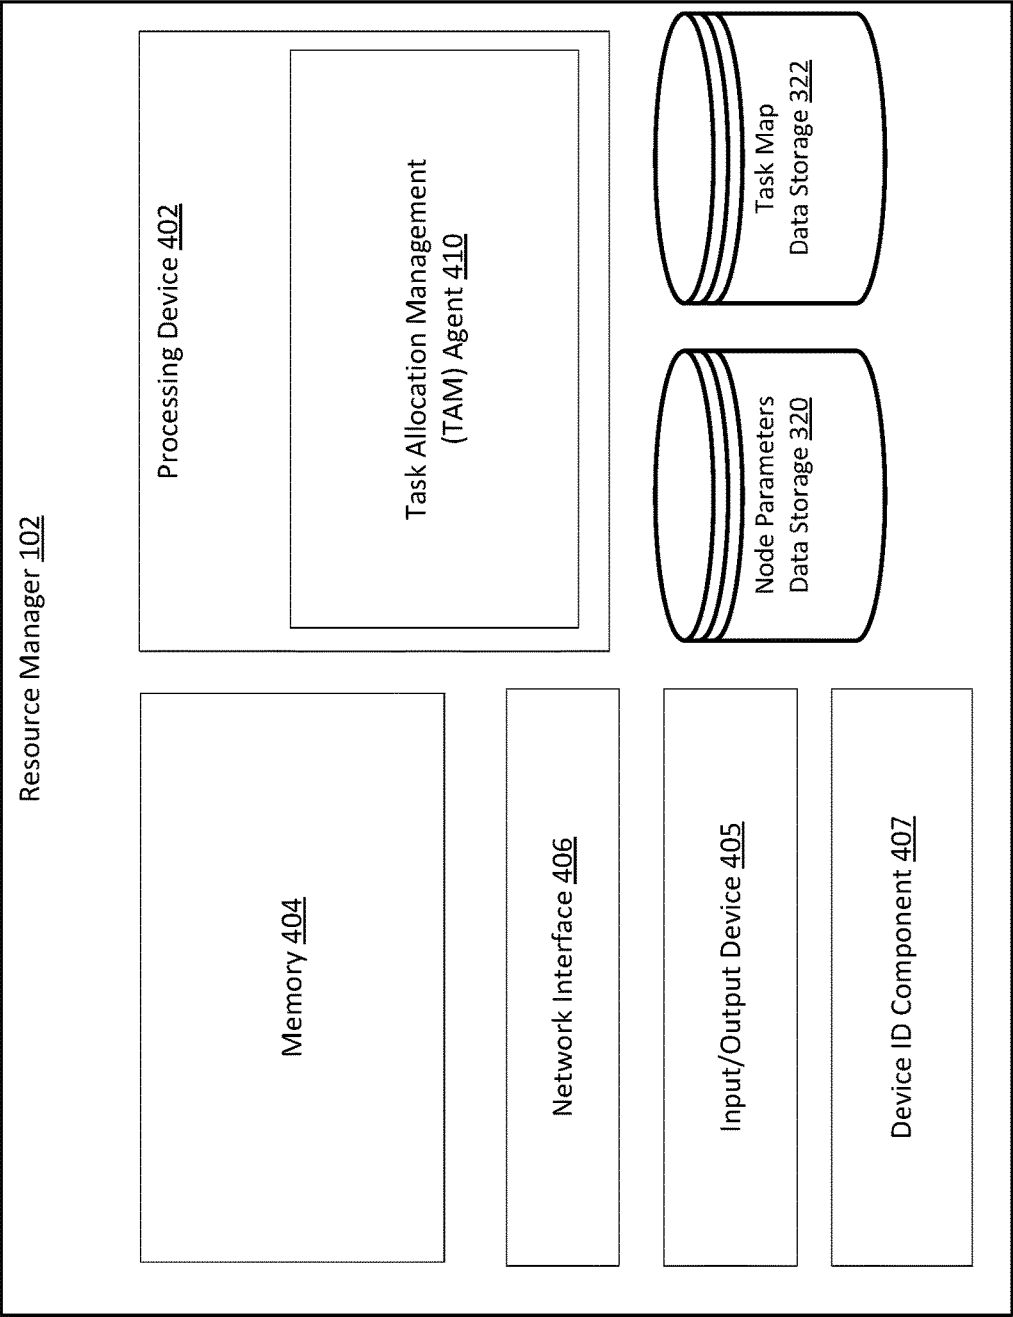 Resource Manager 102
Memory 404
Network Interface 406
Input/Output Device 405
Device ID Component 407
Processing Device 402
Task Allocation Management
(TAM) Agent 410
Node Parameters
Data Storage 320
Task Map
Data Storage 322